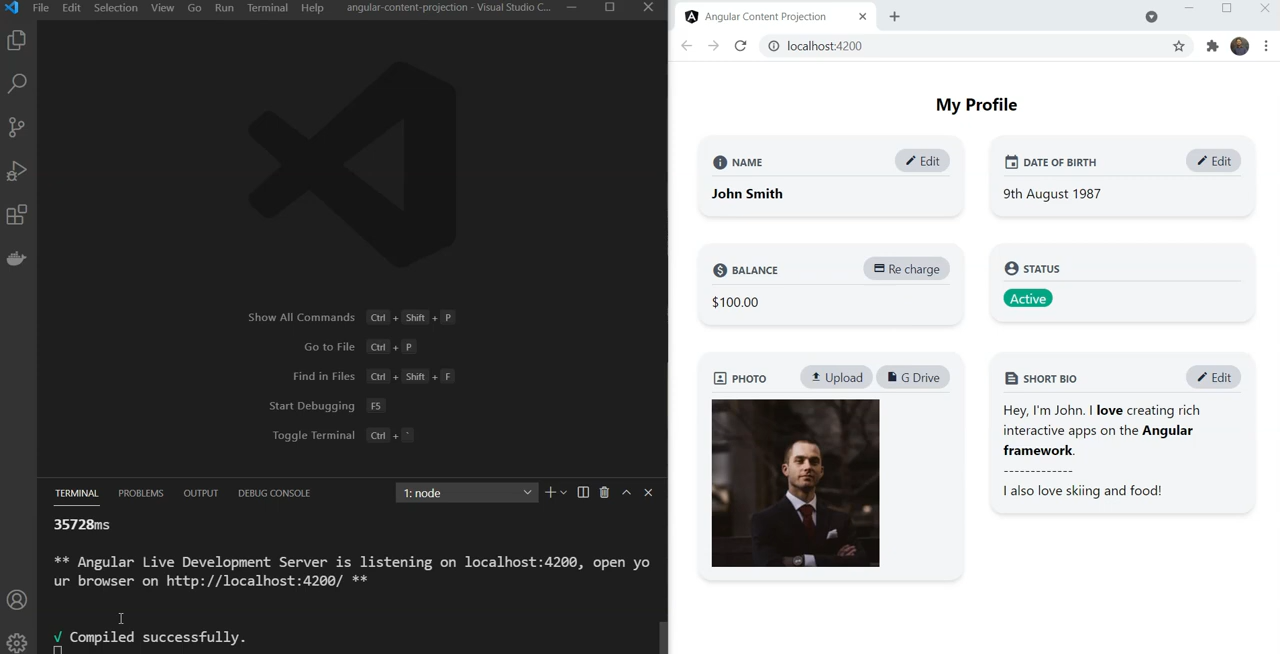 File Edit Selection View Go Run Terminal Help angular-content-projection - Visual Studio C...
Show All Commands Ctrl + Shift + P
Go to File Ctrl + P
Find in Files Ctrl + Shift + F
Start Debugging F5
Toggle Terminal Ctrl + `
TERMINAL PROBLEMS OUTPUT DEBUG CONSOLE 1: node
35728ms
** Angular Live Development Server is listening on localhost:4200, open yo
ur browser on http://localhost:4200/ **
√ Compiled successfully.
Angular Content Projection
localhost:4200
My Profile
NAME Edit
John Smith
DATE OF BIRTH Edit
9th August 1987
BALANCE Re charge
$100.00
STATUS
Active
PHOTO Upload G Drive
SHORT BIO Edit
Hey, I'm John. I love creating rich
interactive apps on the Angular
framework.
-------------
I also love skiing and food!